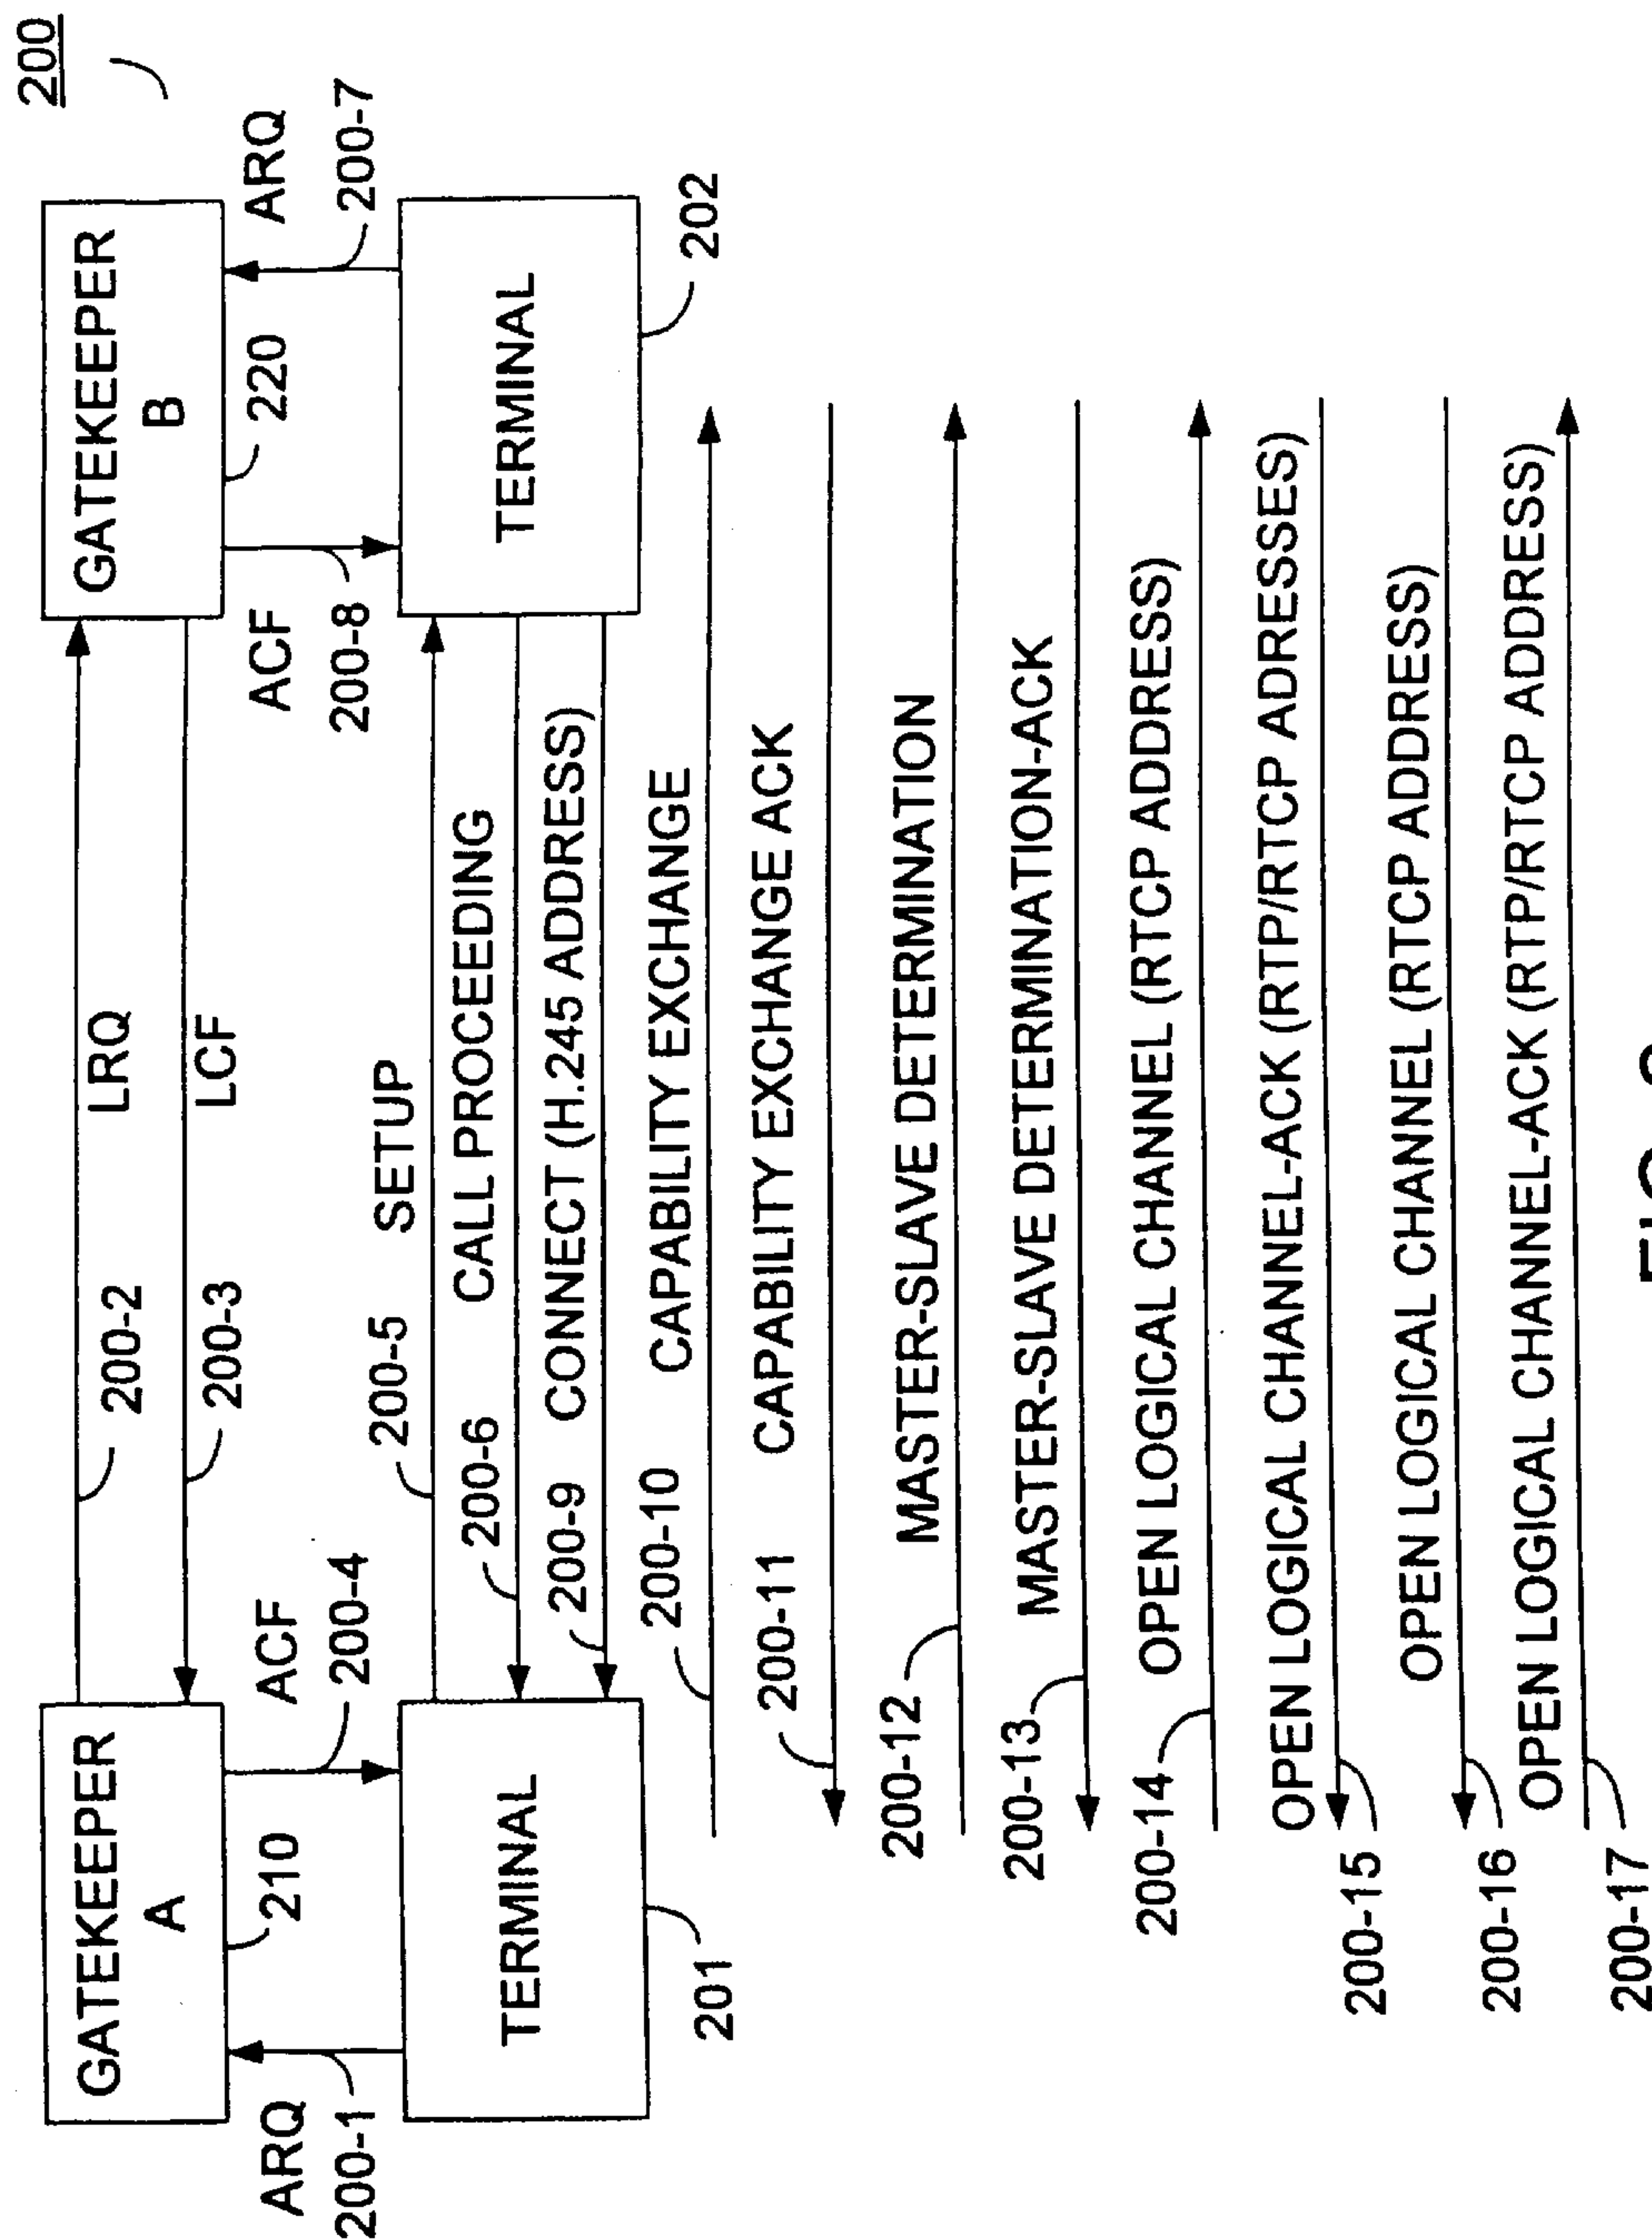 200
GATEKEEPER
A
GATEKEEPER
B
200-2
LRQ
200-3
LCF
ARQ
200-1
210
ACF
200-4
ACF
200-8
220
ARQ
200-7
TERMINAL
201
TERMINAL
202
200-5
SETUP
200-6
CALL PROCEEDING
200-9
CONNECT (H.245 ADDRESS)
200-10
CAPABILITY EXCHANGE
200-11
CAPABILITY EXCHANGE ACK
200-12
MASTER-SLAVE DETERMINATION
200-13
MASTER-SLAVE DETERMINATION-ACK
200-14
OPEN LOGICAL CHANNEL (RTCP ADDRESS)
OPEN LOGICAL CHANNEL-ACK (RTP/RTCP ADRESSES)
200-15
OPEN LOGICAL CHANNEL (RTCP ADDRESS)
200-16
OPEN LOGICAL CHANNEL-ACK (RTP/RTCP ADDRESS)
200-17